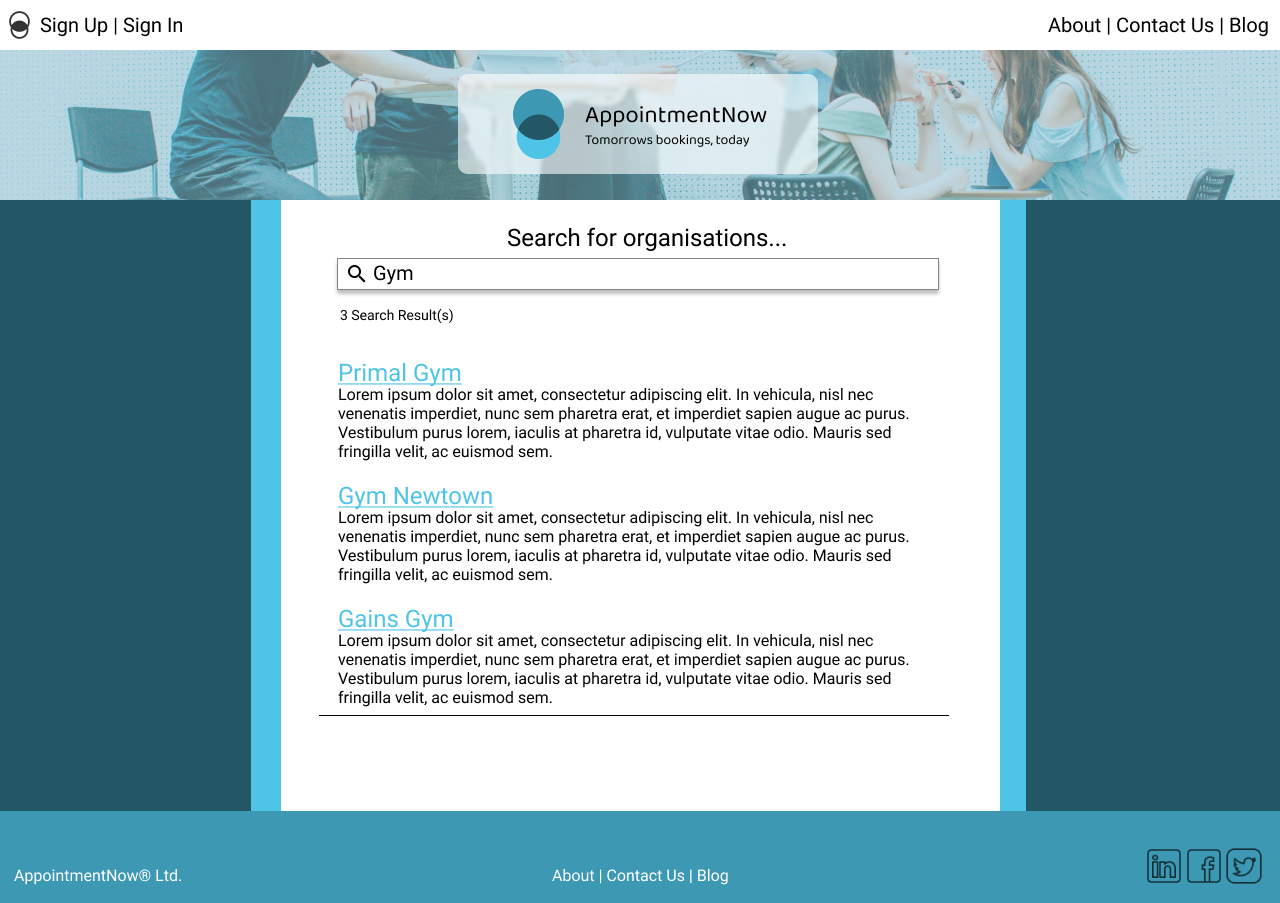 Sign Up | Sign In
About | Contact Us | Blog
AppointmentNow
Tomorrows bookings, today
Search for organisations...
Gym
3 Search Result(s)
Primal Gym
Lorem ipsum dolor sit amet, consectetur adipiscing elit. In vehicula, nisl nec
venenatis imperdiet, nunc sem pharetra erat, et imperdiet sapien augue ac purus.
Vestibulum purus lorem, iaculis at pharetra id, vulputate vitae odio. Mauris sed
fringilla velit, ac euismod sem.
Gym Newtown
Lorem ipsum dolor sit amet, consectetur adipiscing elit. In vehicula, nisl nec
venenatis imperdiet, nunc sem pharetra erat, et imperdiet sapien augue ac purus.
Vestibulum purus lorem, iaculis at pharetra id, vulputate vitae odio. Mauris sed
fringilla velit, ac euismod sem.
Gains Gym
Lorem ipsum dolor sit amet, consectetur adipiscing elit. In vehicula, nisl nec
venenatis imperdiet, nunc sem pharetra erat, et imperdiet sapien augue ac purus.
Vestibulum purus lorem, iaculis at pharetra id, vulputate vitae odio. Mauris sed
fringilla velit, ac euismod sem.
AppointmentNow® Ltd.
About | Contact Us | Blog
in f